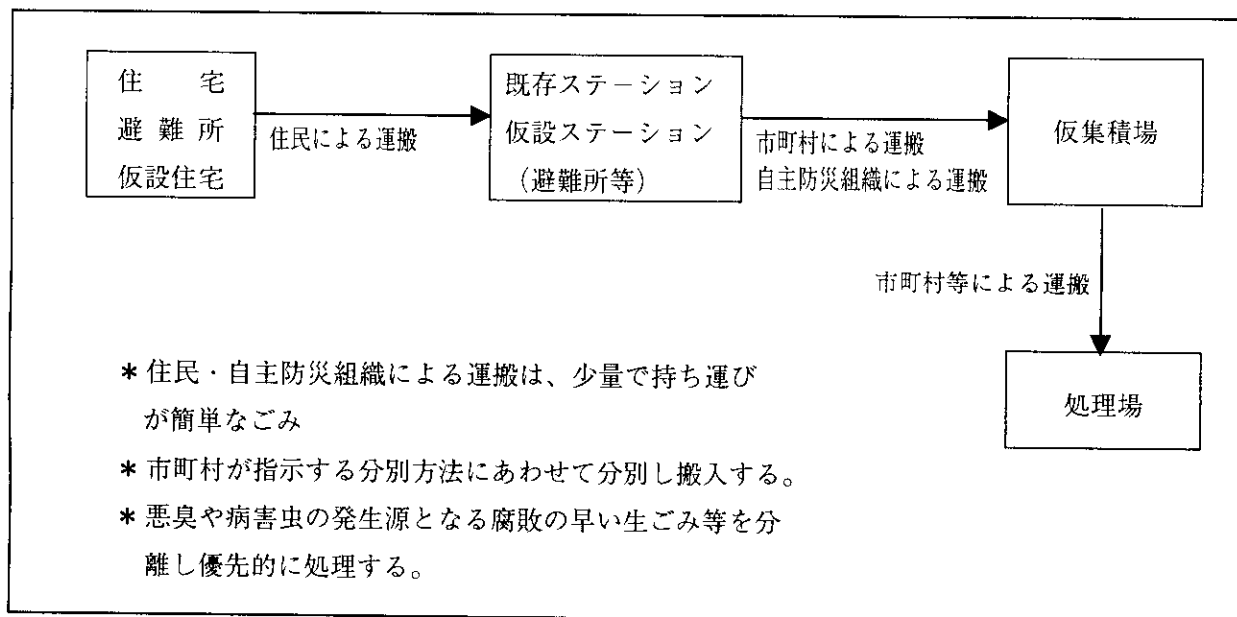 住宅
避難所
仮設住宅
住民による運搬
既存ステーション
仮設ステーション
(避難所等)
市町村による運搬
自主防災組織による運搬
仮集積場
市町村等による運搬
処理場
* 住民・自主防災組織による運搬は、少量で持ち運び
が簡単なごみ
* 市町村が指示する分別方法にあわせて分別し搬入する。
* 悪臭や病害虫の発生源となる腐敗の早い生ごみ等を分
離し優先的に処理する。